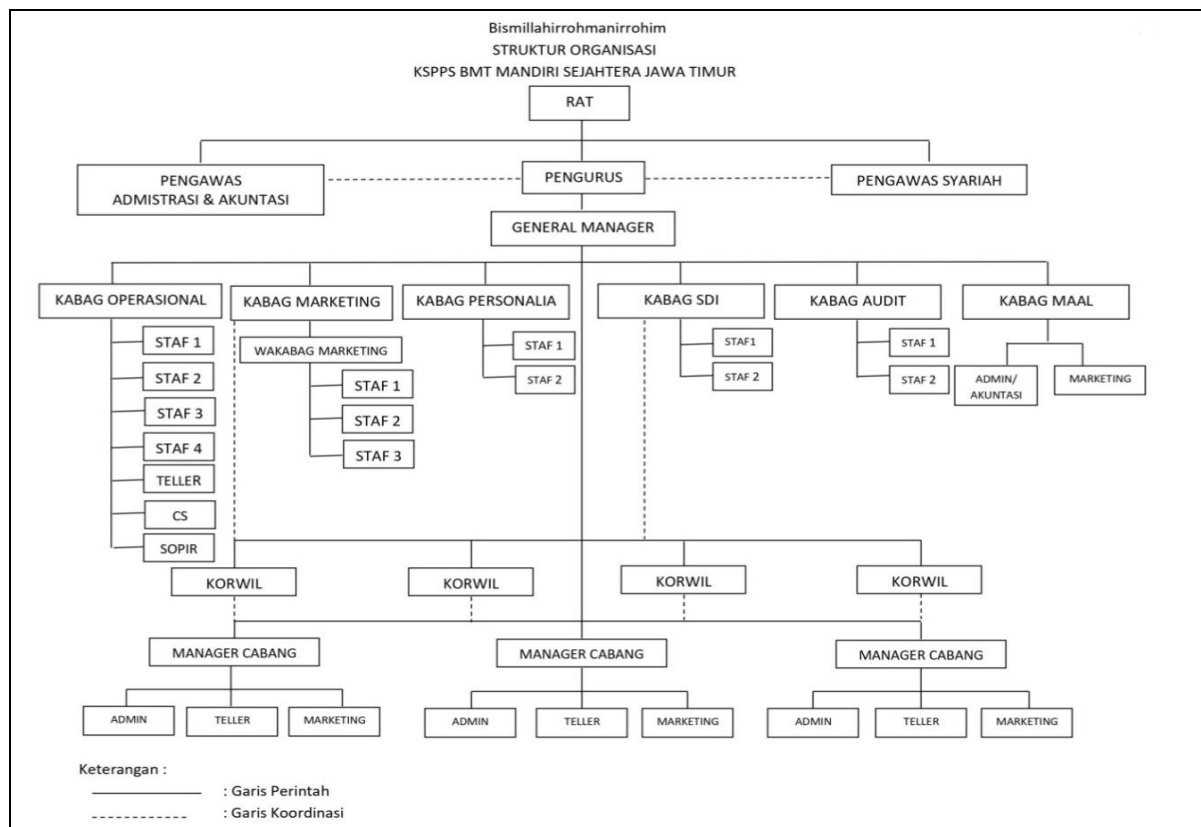 Bismillahirrohmanirrohim
STRUKTUR ORGANISASI
KSPPS BMT MANDIRI SEJAHTERA JAWA TIMUR
RAT
PENGAWAS
ADMISTRASI & AKUNTASI
PENGURUS
PENGAWAS SYARIAH
GENERAL MANAGER
KABAG OPERASIONAL
KABAG MARKETING
KABAG PERSONALIA
KABAG SDI
KABAG AUDIT
KABAG MAAL
STAF 1
STAF 2
STAF 3
STAF 4
TELLER
CS
SOPIR
WAKABAG MARKETING
STAF 1
STAF 2
STAF 3
STAF 1
STAF 2
STAF1
STAF 2
STAF 1
STAF 2
ADMIN/
AKUNTASI
MARKETING
KORWIL
KORWIL
KORWIL
KORWIL
MANAGER CABANG
MANAGER CABANG
MANAGER CABANG
ADMIN
TELLER
MARKETING
ADMIN
TELLER
MARKETING
ADMIN
TELLER
MARKETING
Keterangan :
: Garis Perintah
: Garis Koordinasi